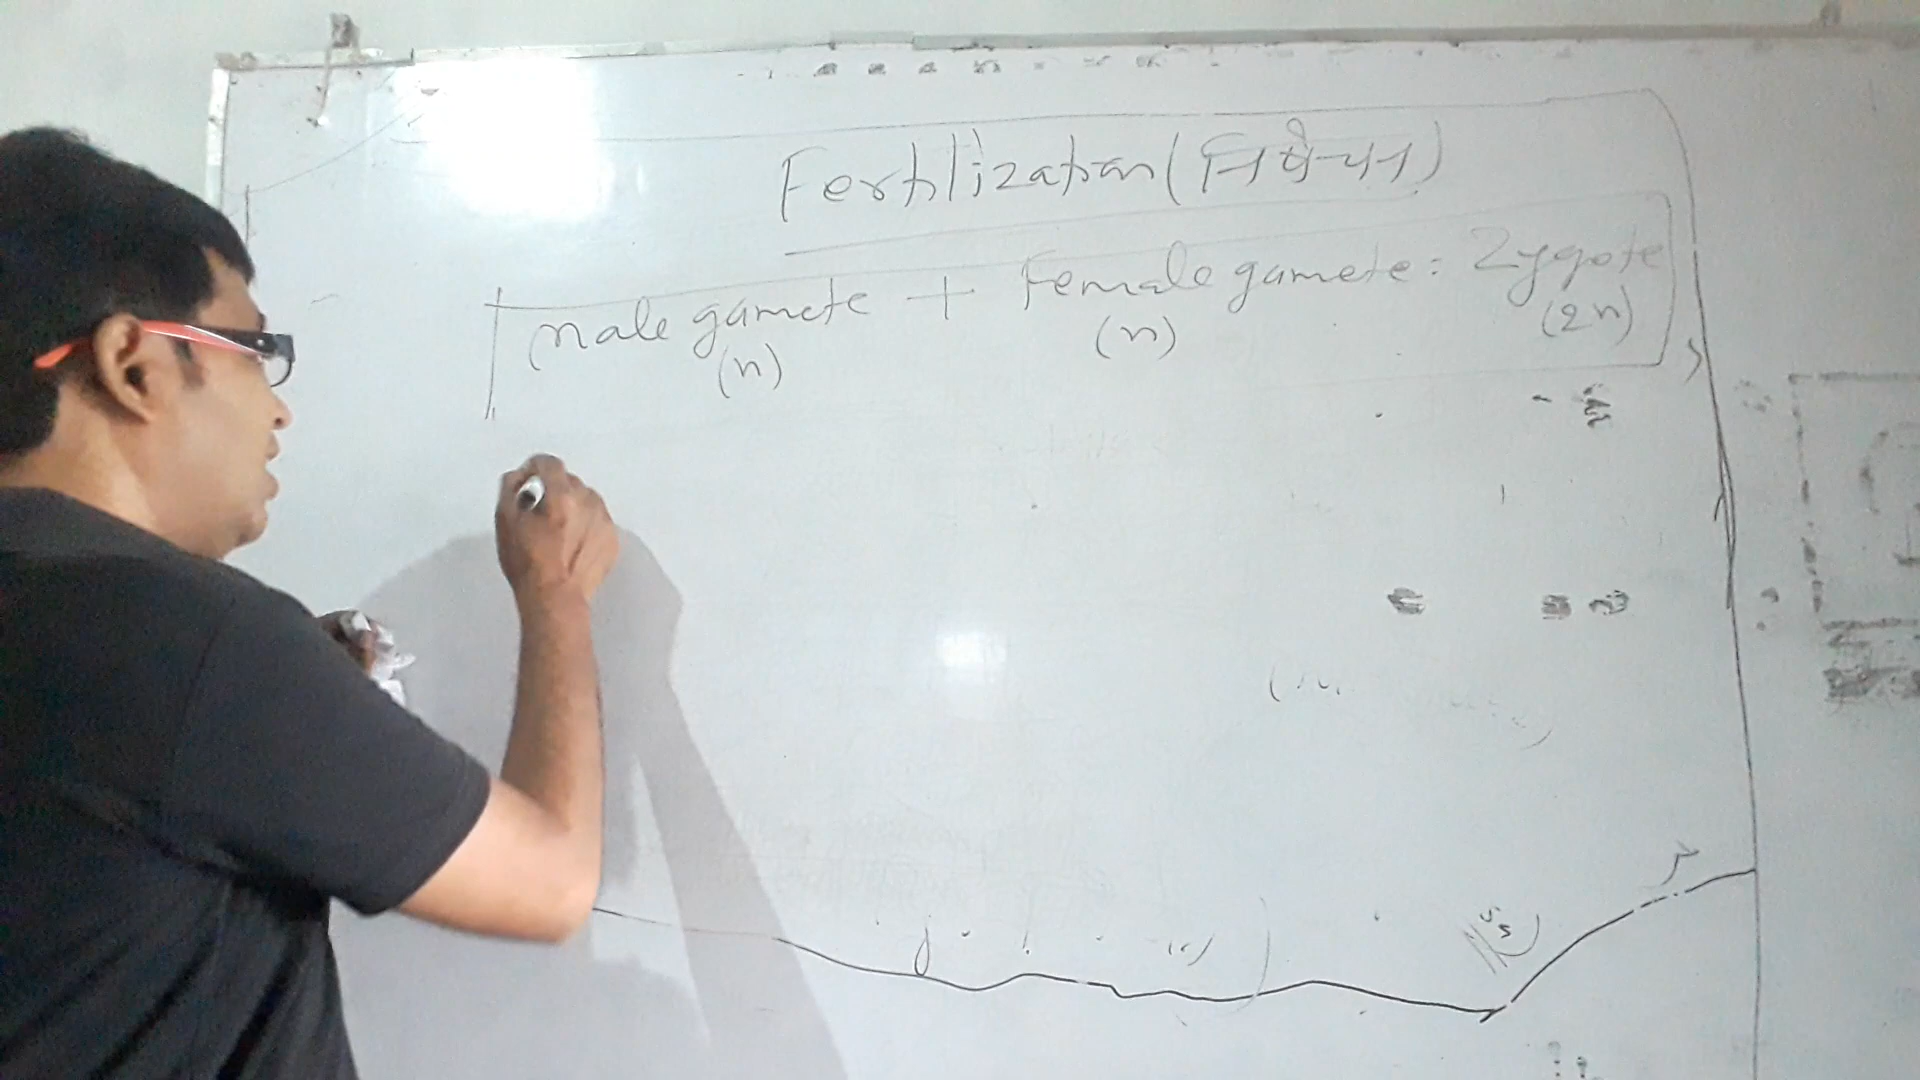 Fertilization (निषेचन)
male gamete + Female gamete = Zygote
(n) (n) (2n)